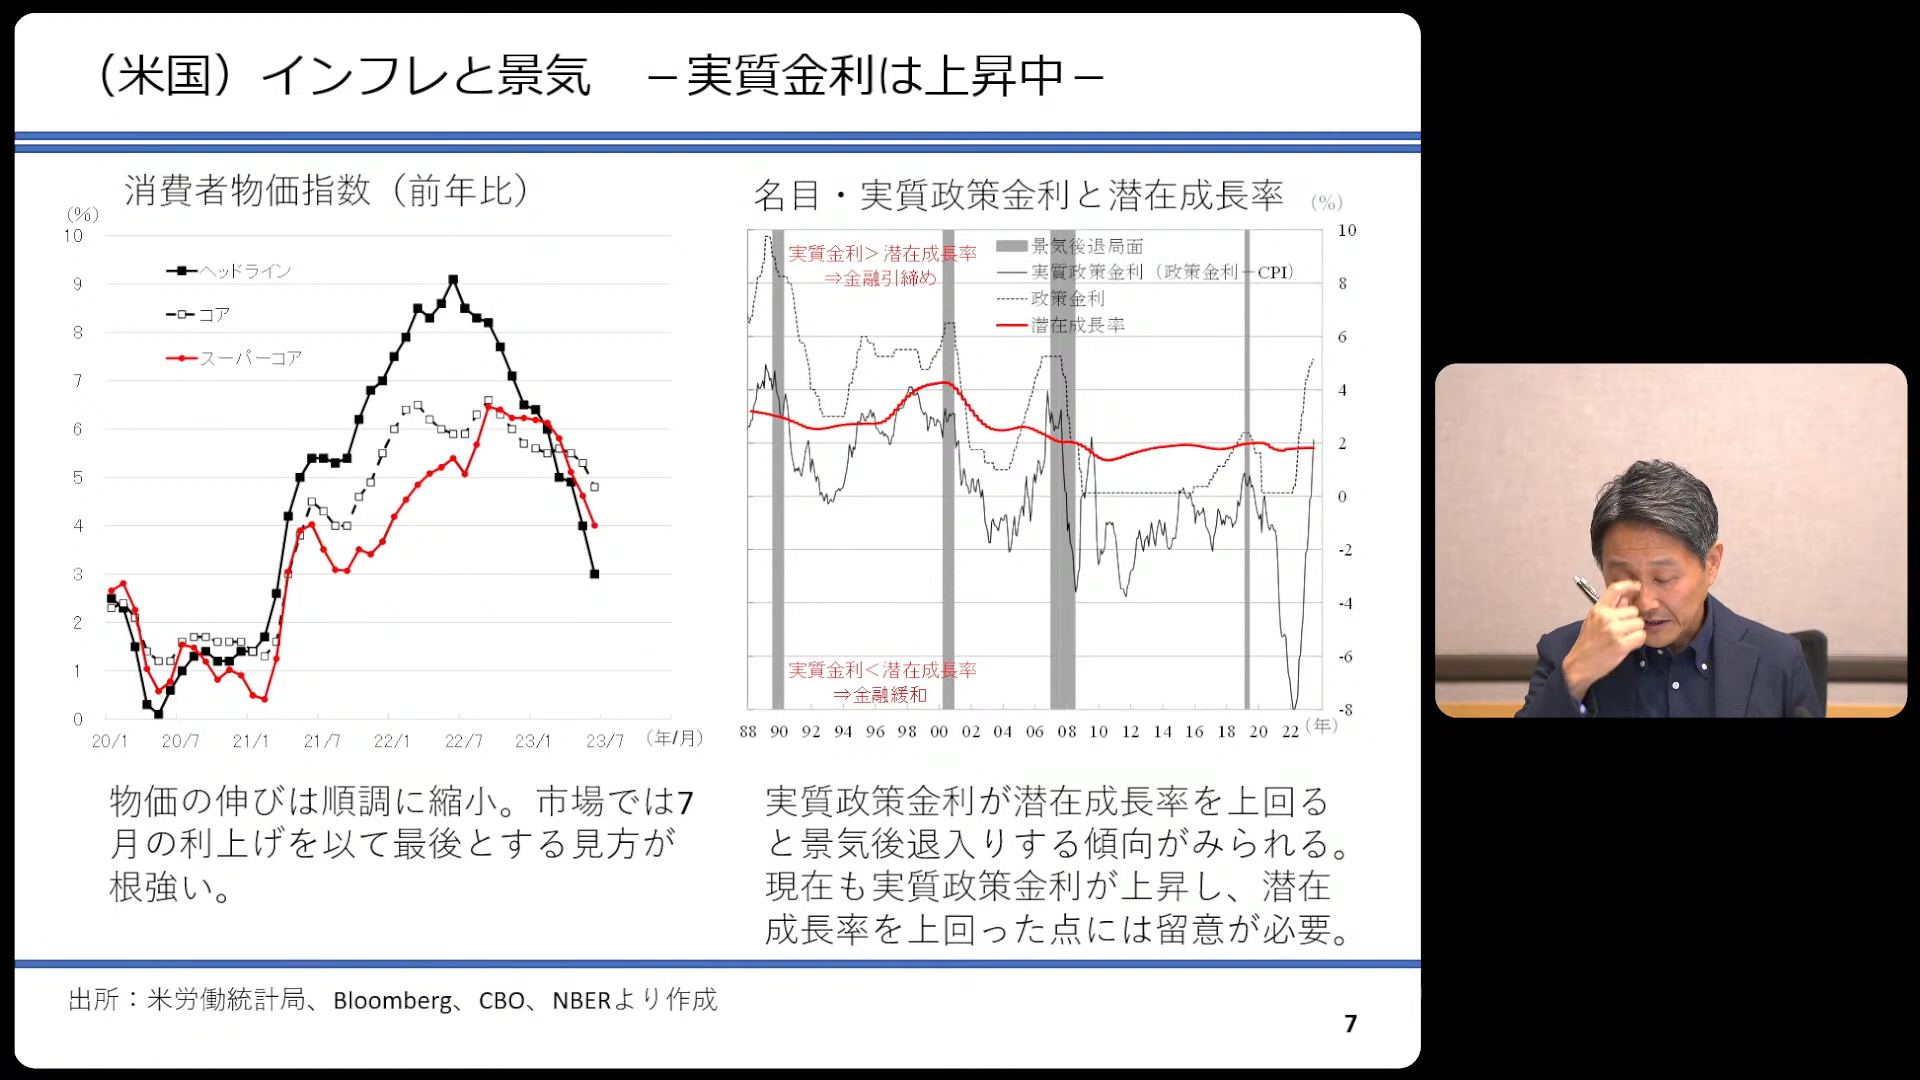 （米国）インフレと景気　－実質金利は上昇中－
消費者物価指数（前年比）
(%)
10
9
8
7
6
5
4
3
2
1
0
ヘッドライン
コア
スーパーコア
20/1 20/7 21/1 21/7 22/1 22/7 23/1 23/7 （年/月）
物価の伸びは順調に縮小。市場では7
月の利上げを以て最後とする見方が
根強い。
名目・実質政策金利と潜在成長率 (%)
実質金利＞潜在成長率
⇒金融引締め
景気後退局面
実質政策金利（政策金利－CPI）
政策金利
潜在成長率
10
8
6
4
2
0
-2
-4
-6
-8
実質金利＜潜在成長率
⇒金融緩和
88 90 92 94 96 98 00 02 04 06 08 10 12 14 16 18 20 22 （年）
実質政策金利が潜在成長率を上回る
と景気後退入りする傾向がみられる。
現在も実質政策金利が上昇し、潜在
成長率を上回った点には留意が必要。
出所：米労働統計局、Bloomberg、CBO、NBERより作成
7